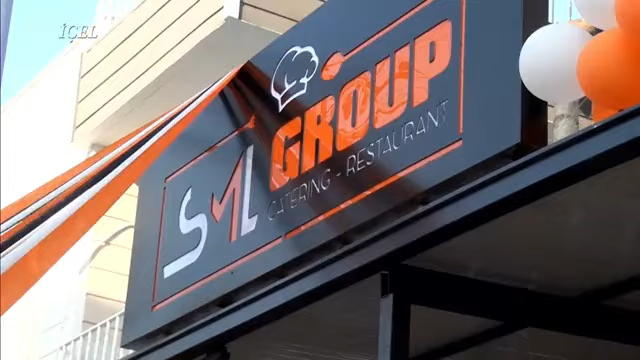 İÇEL
SML GROUP
CATERING - RESTAURANT